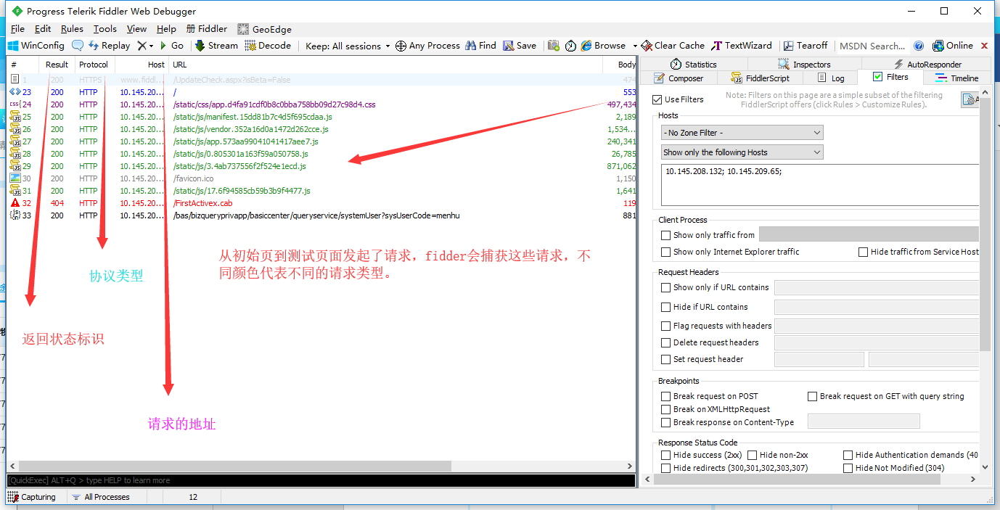 Progress Telerik Fiddler Web Debugger
File Edit Rules Tools View Help Fiddler GeoEdge
WinConfig Replay Go Stream Decode Keep: All sessions Any Process Find Save Browse Clear Cache TextWizard Tearoff MSDN Search... Online
# Result Protocol Host URL Body
1 200 HTTPS www.fiddl... /UpdateCheck.aspx?isBeta=False 474
23 200 HTTP 10.145.20... / 553
24 200 HTTP 10.145.20... /static/css/app.d4fa91cdf0b8c0bba758bb09d27c98d4.css 497,434
25 200 HTTP 10.145.20... /static/js/manifest.15dd81b7c4d5f695cdaa.js 2,189
26 200 HTTP 10.145.20... /static/js/vendor.352a16d0a1472d262cce.js 1,534...
27 200 HTTP 10.145.20... /static/js/app.573aa99041041417aee7.js 240,341
28 200 HTTP 10.145.20... /static/js/0.805301a163f59a050758.js 26,785
29 200 HTTP 10.145.20... /static/js/3.4ab737556f2f524e1ecd.js 871,062
30 200 HTTP 10.145.20... /favicon.ico 1,150
31 200 HTTP 10.145.20... /static/js/17.6f94585cb59b3b9f4477.js 1,641
32 404 HTTP 10.145.20... /FirstActivex.cab 119
33 200 HTTP 10.145.20... /bas/bizqueryprivapp/basiccenter/queryservice/systemUser?sysUserCode=menhu 881
从初始页到测试页面发起了请求，fidder会捕获这些请求，不
同颜色代表不同的请求类型。
协议类型
返回状态标识
请求的地址
[QuickExec] ALT+Q > type HELP to learn more
Capturing All Processes 12
Statistics Inspectors AutoResponder
Composer FiddlerScript Log Filters Timeline
Use Filters
Note: Filters on this page are a simple subset of the filtering
FiddlerScript offers (click Rules > Customize Rules).
Hosts
- No Zone Filter -
Show only the following Hosts
10.145.208.132; 10.145.209.65;
Client Process
Show only traffic from
Show only Internet Explorer traffic Hide traffic from Service Host
Request Headers
Show only if URL contains
Hide if URL contains
Flag requests with headers
Delete request headers
Set request header
Breakpoints
Break request on POST Break request on GET with query string
Break on XMLHttpRequest
Break response on Content-Type
Response Status Code
Hide success (2xx) Hide non-2xx Hide Authentication demands (40
Hide redirects (300,301,302,303,307) Hide Not Modified (304)